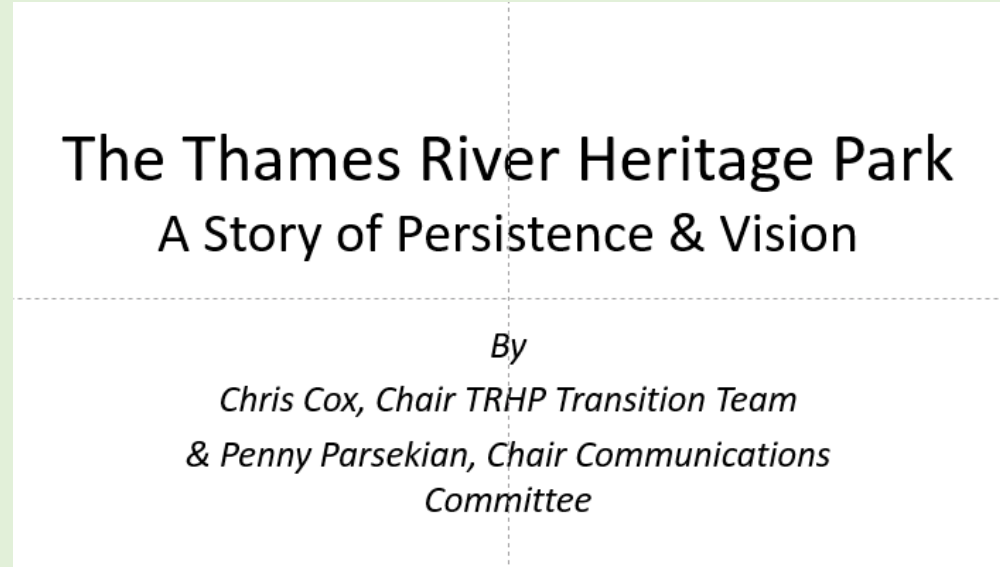 The Thames River Heritage Park
A Story of Persistence & Vision
By
Chris Cox, Chair TRHP Transition Team
& Penny Parsekian, Chair Communications
Committee